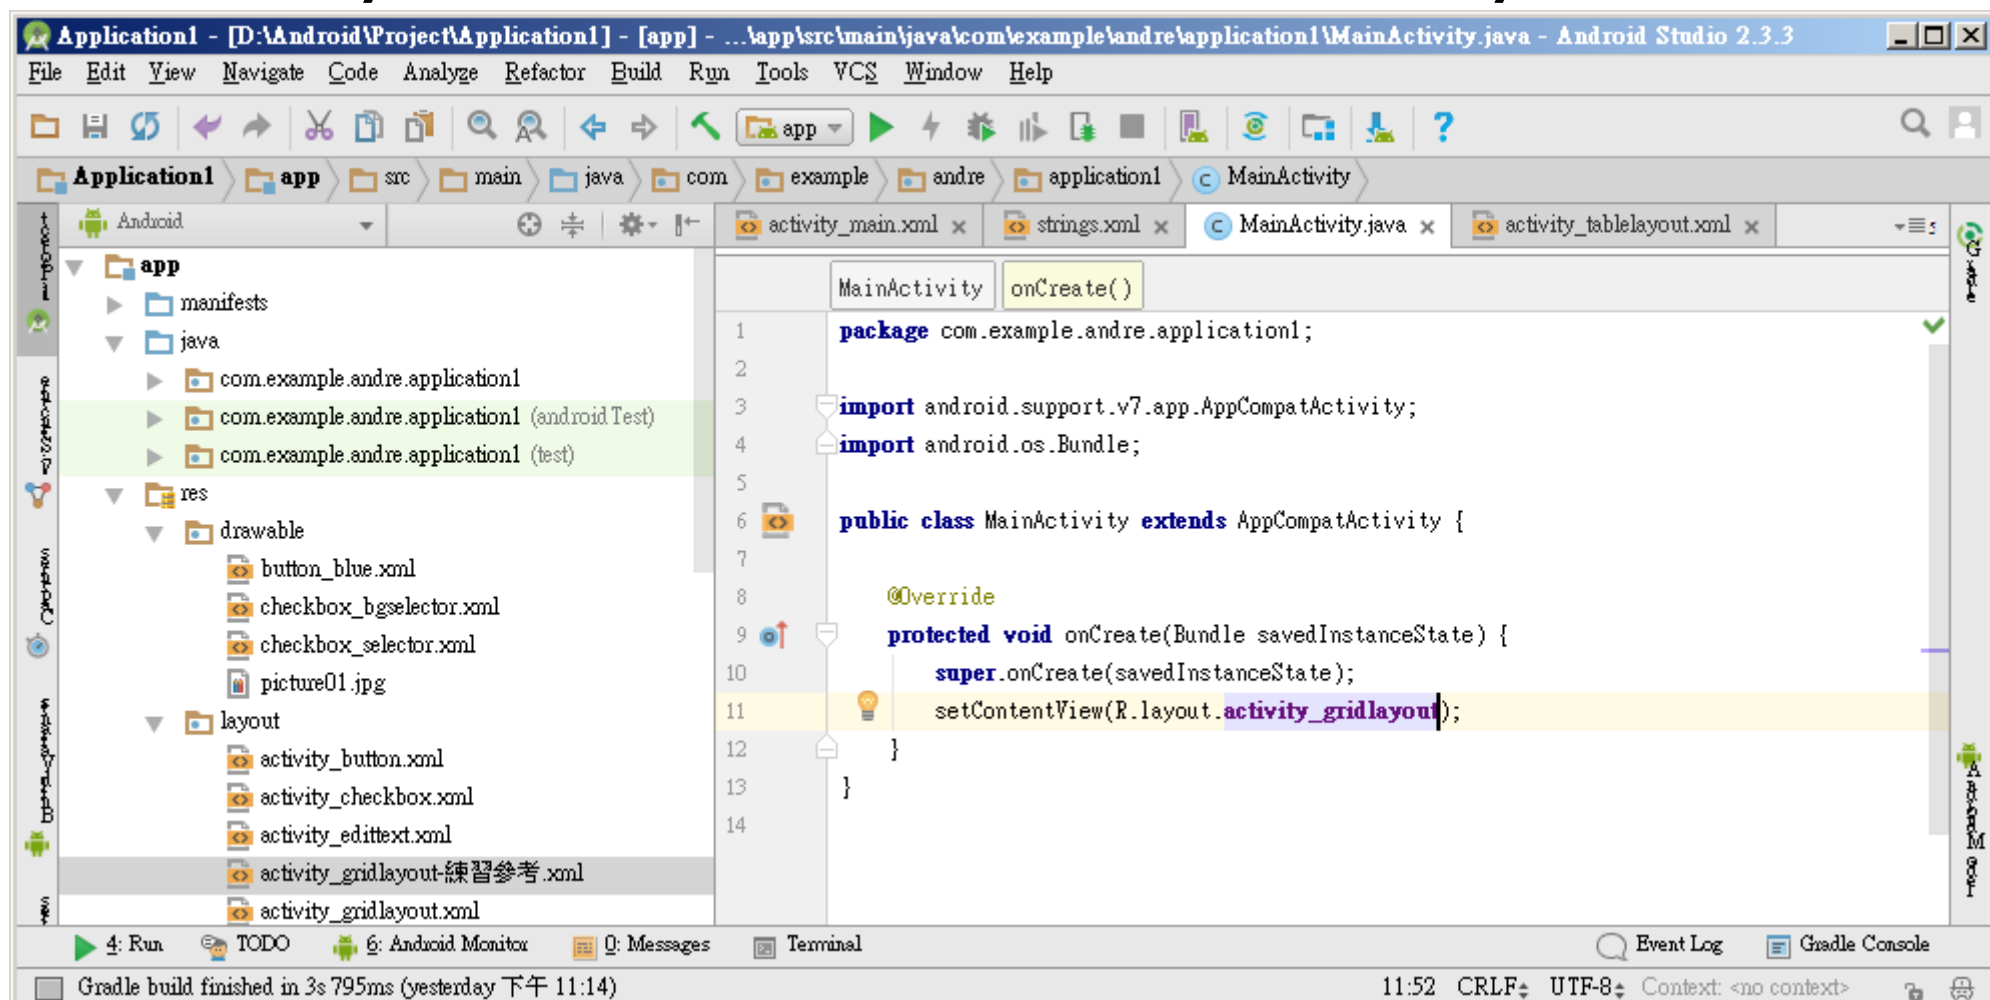 Application1 - [D:\Android\Project\Application1] - [app] - ...\app\src\main\java\com\example\andre\application1\MainActivity.java - Android Studio 2.3.3
File Edit View Navigate Code Analyze Refactor Build Run Tools VCS Window Help
app
Application1 app src main java com example andre application1 MainActivity
Android
activity_main.xml strings.xml MainActivity.java activity_tablelayout.xml
app
manifests
java
com.example.andre.application1
com.example.andre.application1 (androidTest)
com.example.andre.application1 (test)
res
drawable
button_blue.xml
checkbox_bgselector.xml
checkbox_selector.xml
picture01.jpg
layout
activity_button.xml
activity_checkbox.xml
activity_edittext.xml
activity_gridlayout-練習參考.xml
activity_gridlayout.xml
MainActivity onCreate()
1 package com.example.andre.application1;
2
3 import android.support.v7.app.AppCompatActivity;
4 import android.os.Bundle;
5
6 public class MainActivity extends AppCompatActivity {
7
8 @Override
9 protected void onCreate(Bundle savedInstanceState) {
10 super.onCreate(savedInstanceState);
11 setContentView(R.layout.activity_gridlayout);
12 }
13 }
14
4: Run TODO 6: Android Monitor 0: Messages Terminal Event Log Gradle Console
Gradle build finished in 3s 795ms (yesterday 下午 11:14) 11:52 CRLF UTF-8 Context: <no context>